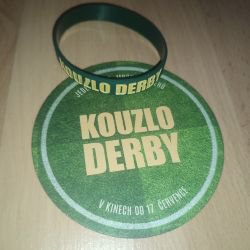 KOUZLO DERBY
KOUZLO
DERBY
V KINECH OD 17. ČERVENCE